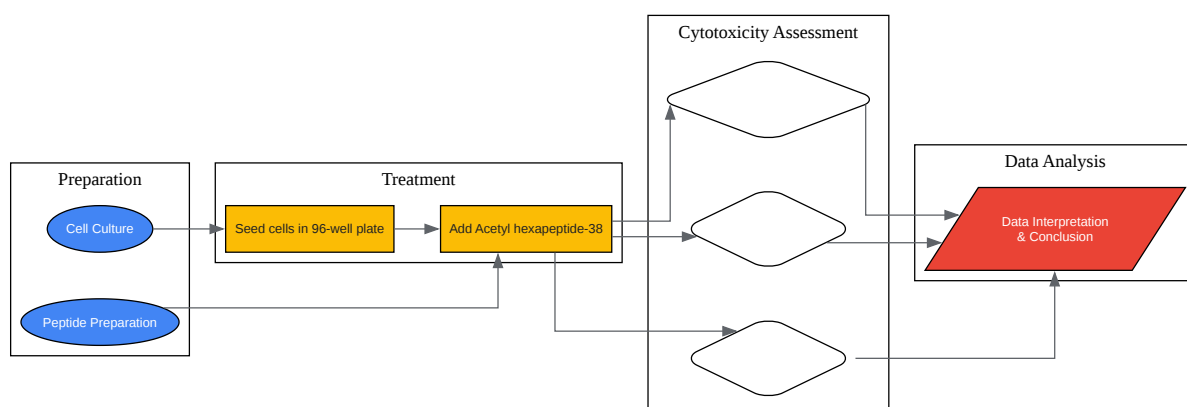 Preparation
Cell Culture
Peptide Preparation
Treatment
Seed cells in 96-well plate
Add Acetyl hexapeptide-38
Cytotoxicity Assessment
Data Analysis
Data Interpretation
& Conclusion